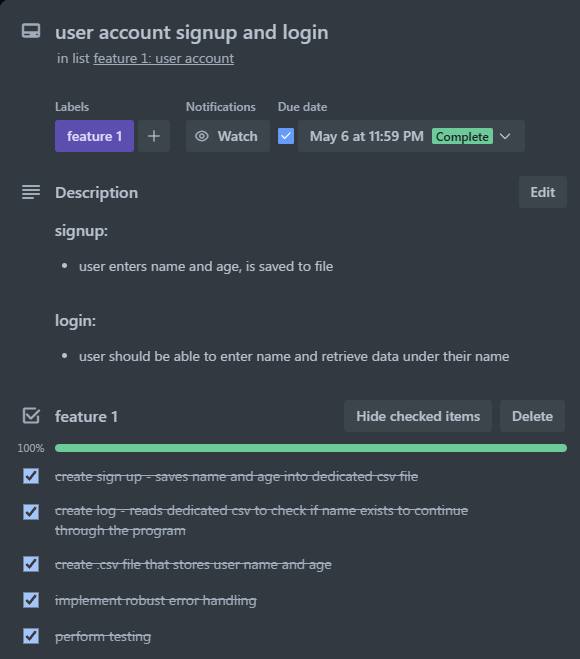 user account signup and login
in list feature 1: user account
Labels
Notifications
Due date
feature 1
+
Watch
May 6 at 11:59 PM
Complete
Description
Edit
signup:
• user enters name and age, is saved to file
login:
• user should be able to enter name and retrieve data under their name
feature 1
Hide checked items
Delete
100%
create sign up - saves name and age into dedicated csv file
create log - reads dedicated csv to check if name exists to continue
through the program
create .csv file that stores user name and age
implement robust error handling
perform testing